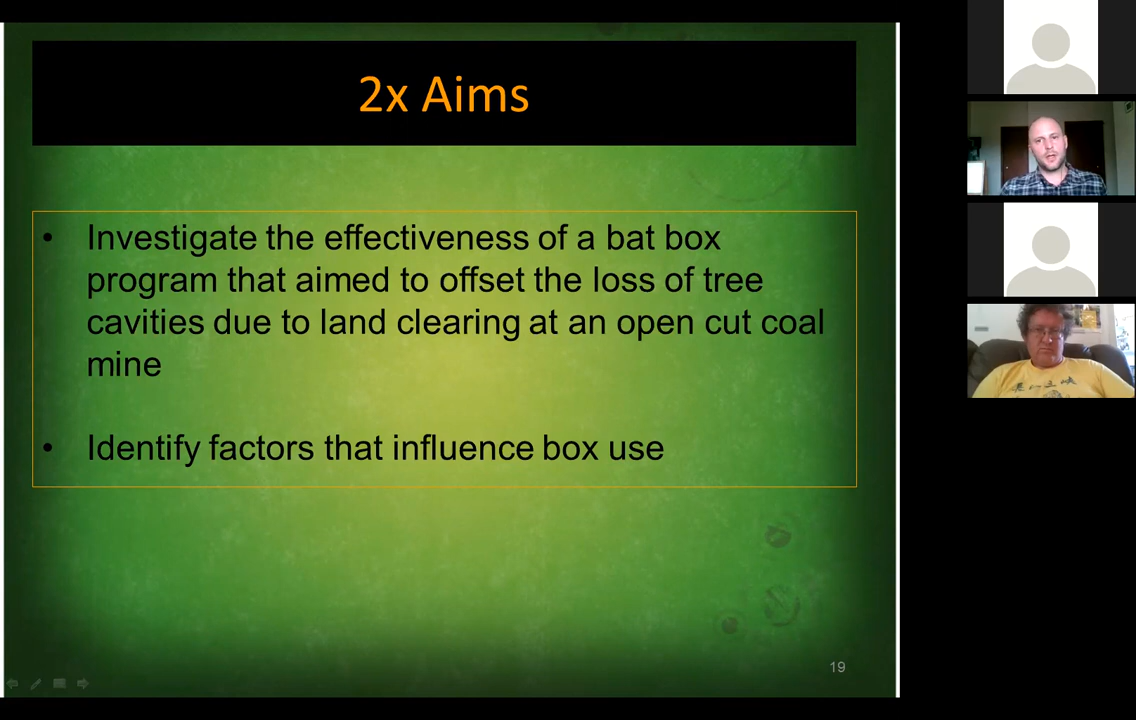 2x Aims
• Investigate the effectiveness of a bat box
program that aimed to offset the loss of tree
cavities due to land clearing at an open cut coal
mine
• Identify factors that influence box use
19